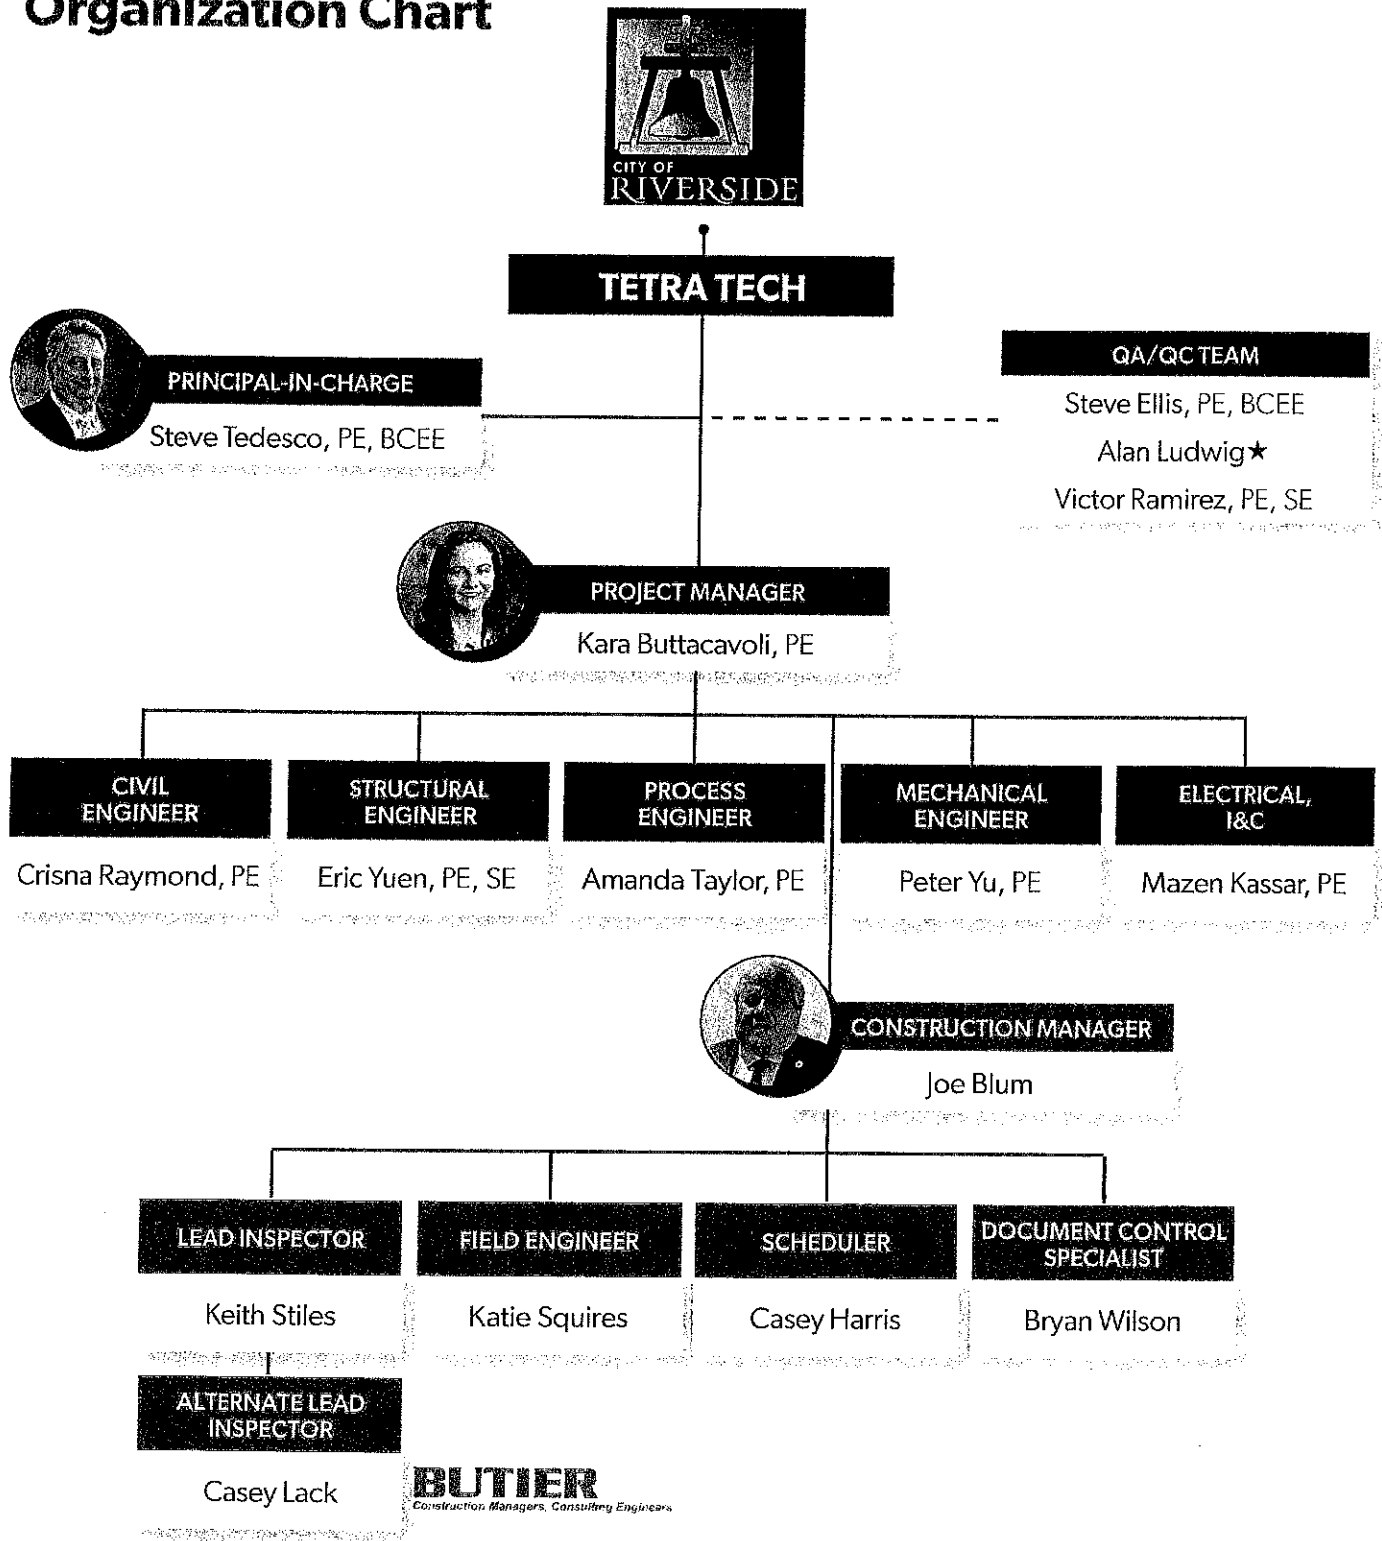 Organization Chart
CITY OF
RIVERSIDE
TETRA TECH
PRINCIPAL-IN-CHARGE
Steve Tedesco, PE, BCEE
QA/QC TEAM
Steve Ellis, PE, BCEE
Alan Ludwig★
Victor Ramirez, PE, SE
PROJECT MANAGER
Kara Buttacavoli, PE
CIVIL
ENGINEER
Crisna Raymond, PE
STRUCTURAL
ENGINEER
Eric Yuen, PE, SE
PROCESS
ENGINEER
Amanda Taylor, PE
MECHANICAL
ENGINEER
Peter Yu, PE
ELECTRICAL,
I&C
Mazen Kassar, PE
CONSTRUCTION MANAGER
Joe Blum
LEAD INSPECTOR
Keith Stiles
FIELD ENGINEER
Katie Squires
SCHEDULER
Casey Harris
DOCUMENT CONTROL
SPECIALIST
Bryan Wilson
ALTERNATE LEAD
INSPECTOR
Casey Lack
BUTIER
Construction Managers, Consulting Engineers